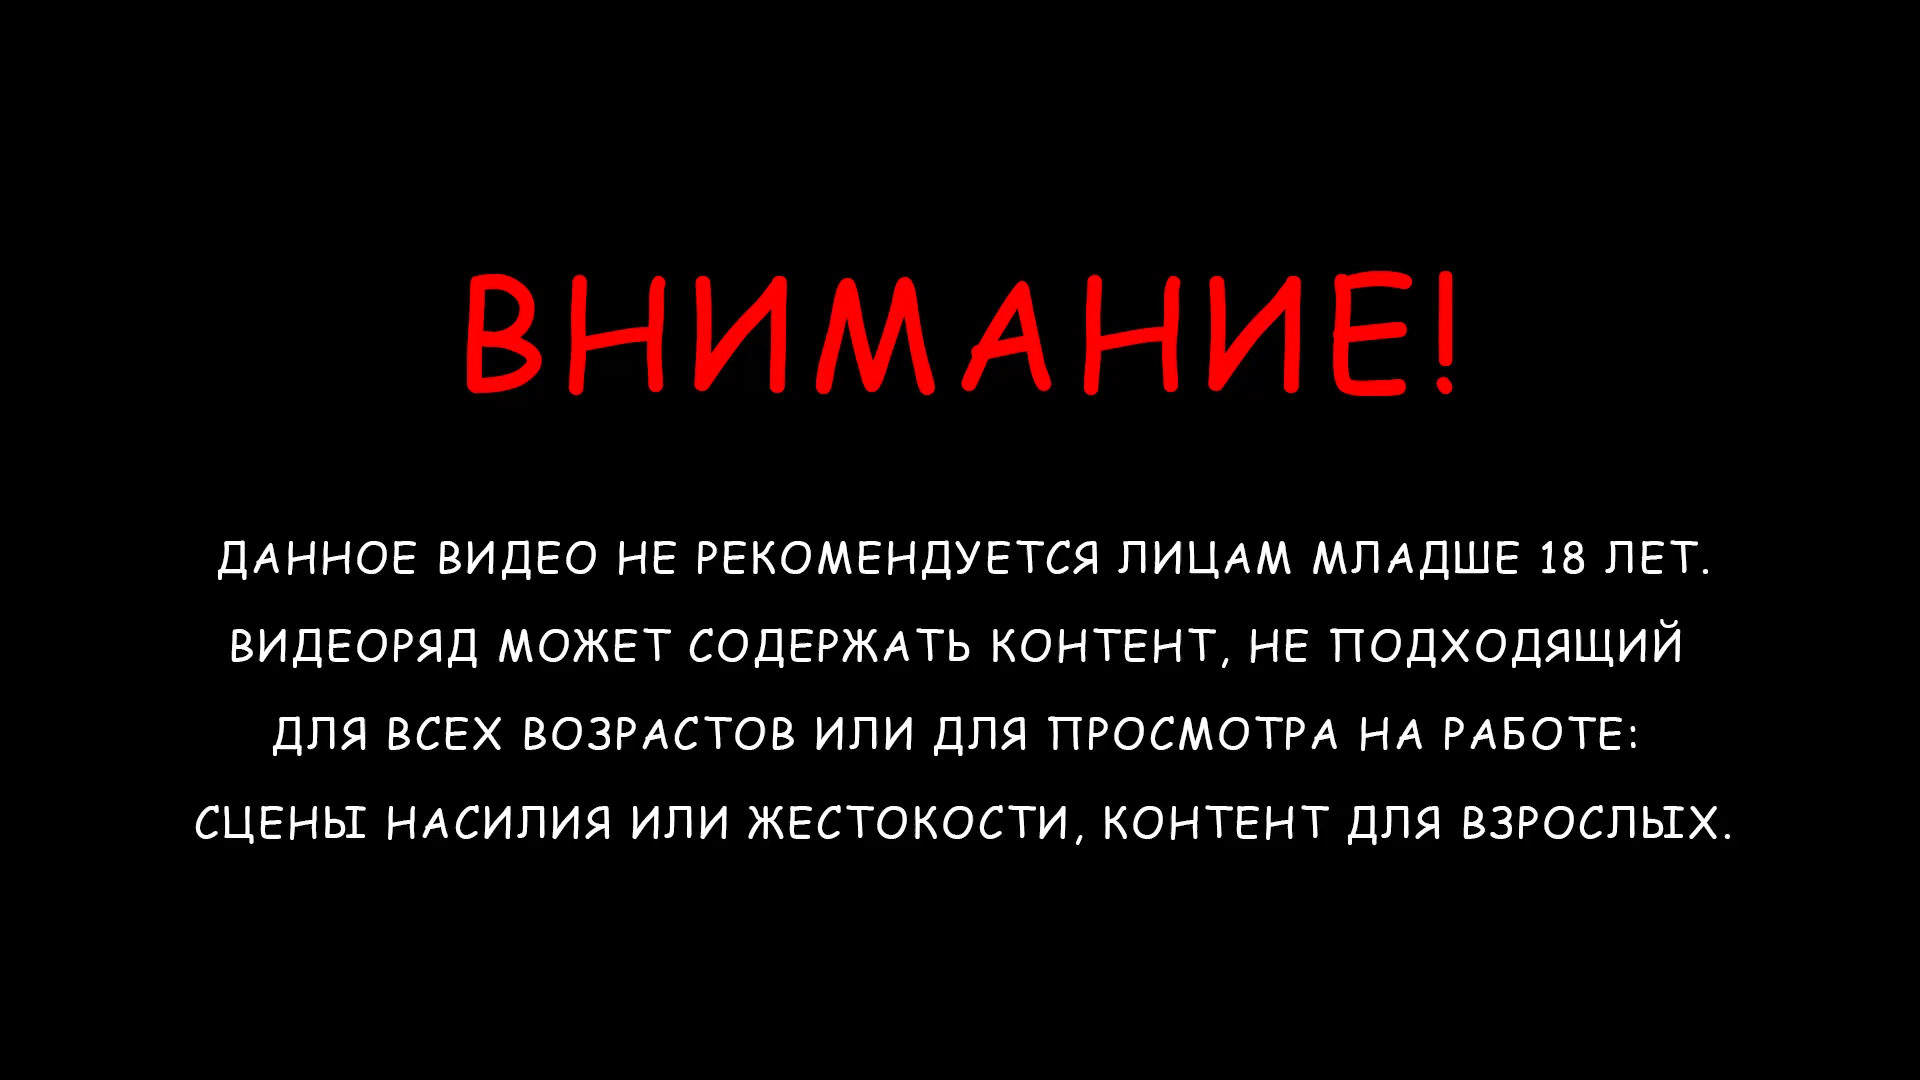 ВНИМАНИЕ!
ДАННОЕ ВИДЕО НЕ РЕКОМЕНДУЕТСЯ ЛИЦАМ МЛАДШЕ 18 ЛЕТ.
ВИДЕОРЯД МОЖЕТ СОДЕРЖАТЬ КОНТЕНТ, НЕ ПОДХОДЯЩИЙ
ДЛЯ ВСЕХ ВОЗРАСТОВ ИЛИ ДЛЯ ПРОСМОТРА НА РАБОТЕ:
СЦЕНЫ НАСИЛИЯ ИЛИ ЖЕСТОКОСТИ, КОНТЕНТ ДЛЯ ВЗРОСЛЫХ.